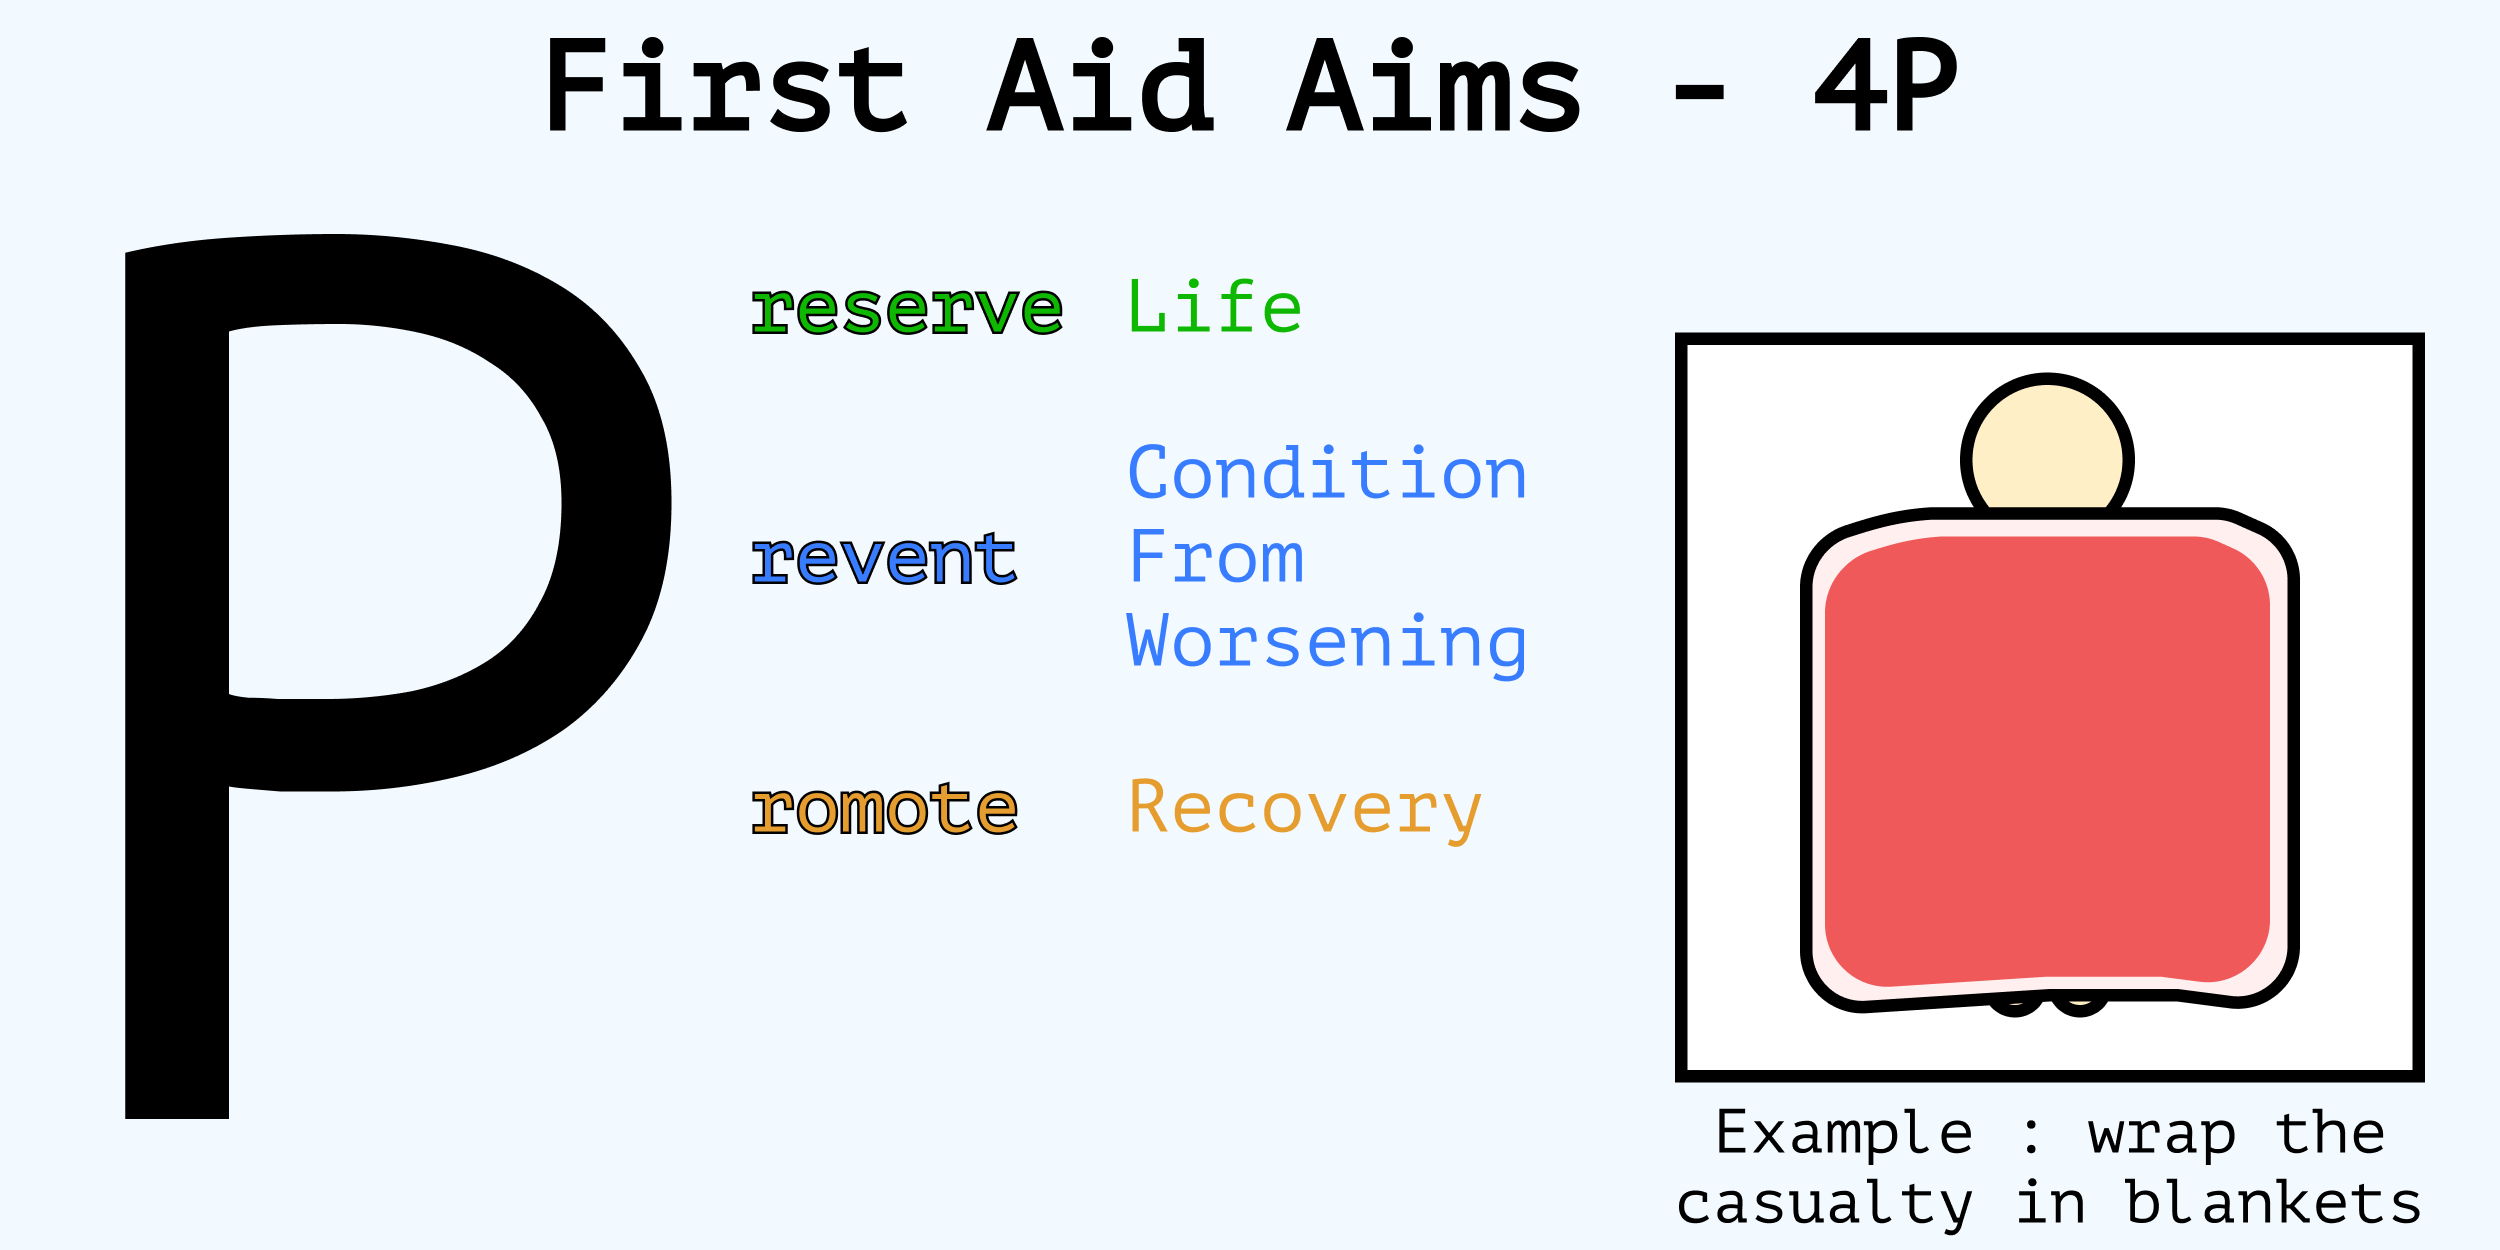 First Aid Aims - 4P
P
reserve Life
revent Condition
From
Worsening
romote Recovery
Example : wrap the
casualty in blankets